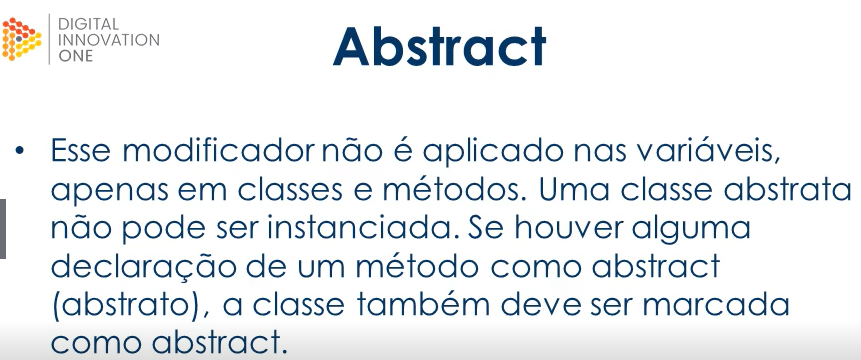 DIGITAL
INNOVATION
ONE
Abstract
• Esse modificador não é aplicado nas variáveis,
apenas em classes e métodos. Uma classe abstrata
não pode ser instanciada. Se houver alguma
declaração de um método como abstract
(abstrato), a classe também deve ser marcada
como abstract.